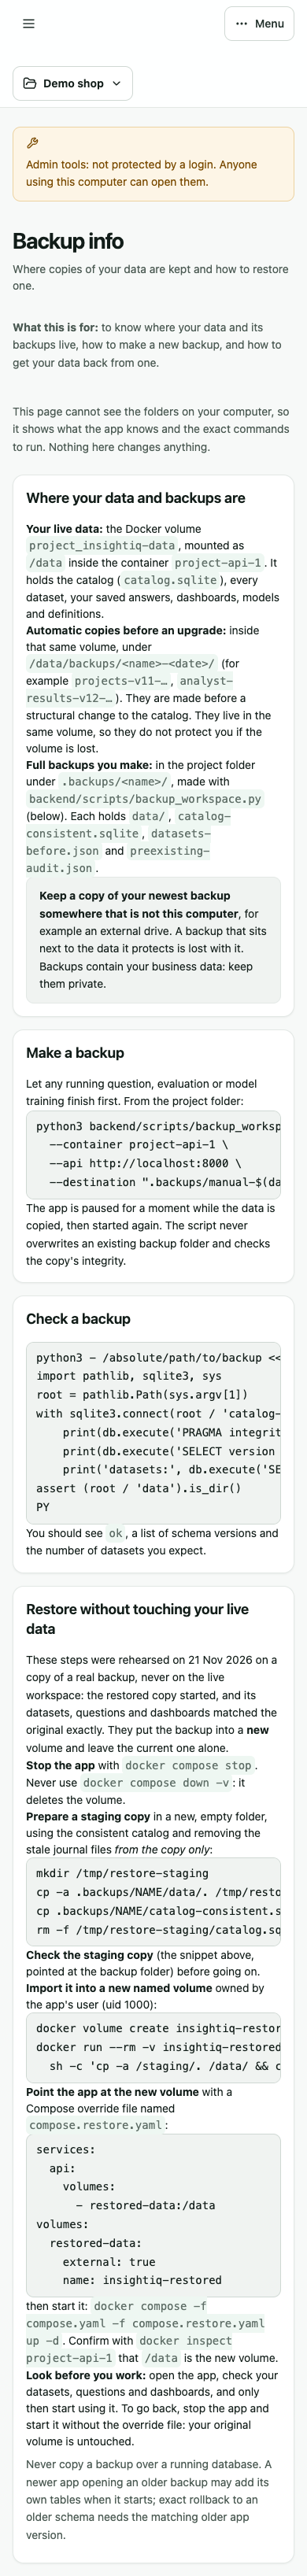 Menu
Demo shop
Admin tools: not protected by a login. Anyone
using this computer can open them.
Backup info
Where copies of your data are kept and how to restore
one.
What this is for: to know where your data and its
backups live, how to make a new backup, and how to
get your data back from one.
This page cannot see the folders on your computer, so
it shows what the app knows and the exact commands
to run. Nothing here changes anything.
Where your data and backups are
Your live data: the Docker volume
project_insightiq-data, mounted as
/data inside the container project-api-1. It
holds the catalog (catalog.sqlite), every
dataset, your saved answers, dashboards, models
and definitions.
Automatic copies before an upgrade: inside
that same volume, under
/data/backups/<name>-<date>/ (for
example projects-v11-…, analyst-
results-v12-…). They are made before a
structural change to the catalog. They live in the
same volume, so they do not protect you if the
volume is lost.
Full backups you make: in the project folder
under .backups/<name>/, made with
backend/scripts/backup_workspace.py
(below). Each holds data/, catalog-
consistent.sqlite, datasets-
before.json and preexisting-
audit.json.
Keep a copy of your newest backup
somewhere that is not this computer, for
example an external drive. A backup that sits
next to the data it protects is lost with it.
Backups contain your business data: keep
them private.
Make a backup
Let any running question, evaluation or model
training finish first. From the project folder:
python3 backend/scripts/backup_worksp
--container project-api-1 \
--api http://localhost:8000 \
--destination ".backups/manual-$(da
The app is paused for a moment while the data is
copied, then started again. The script never
overwrites an existing backup folder and checks
the copy's integrity.
Check a backup
python3 - /absolute/path/to/backup <<
import pathlib, sqlite3, sys
root = pathlib.Path(sys.argv[1])
with sqlite3.connect(root / 'catalog-
print(db.execute('PRAGMA integrit
print(db.execute('SELECT version
print('datasets:', db.execute('SE
assert (root / 'data').is_dir()
PY
You should see ok, a list of schema versions and
the number of datasets you expect.
Restore without touching your live
data
These steps were rehearsed on 21 Nov 2026 on a
copy of a real backup, never on the live
workspace: the restored copy started, and its
datasets, questions and dashboards matched the
original exactly. They put the backup into a new
volume and leave the current one alone.
Stop the app with docker compose stop.
Never use docker compose down -v: it
deletes the volume.
Prepare a staging copy in a new, empty folder,
using the consistent catalog and removing the
stale journal files from the copy only:
mkdir /tmp/restore-staging
cp -a .backups/NAME/data/. /tmp/resto
cp .backups/NAME/catalog-consistent.s
rm -f /tmp/restore-staging/catalog.sq
Check the staging copy (the snippet above,
pointed at the backup folder) before going on.
Import it into a new named volume owned by
the app's user (uid 1000):
docker volume create insightiq-restor
docker run --rm -v insightiq-restored
sh -c 'cp -a /staging/. /data/ && c
Point the app at the new volume with a
Compose override file named
compose.restore.yaml:
services:
api:
volumes:
- restored-data:/data
volumes:
restored-data:
external: true
name: insightiq-restored
then start it: docker compose -f
compose.yaml -f compose.restore.yaml
up -d. Confirm with docker inspect
project-api-1 that /data is the new volume.
Look before you work: open the app, check your
datasets, questions and dashboards, and only
then start using it. To go back, stop the app and
start it without the override file: your original
volume is untouched.
Never copy a backup over a running database. A
newer app opening an older backup may add its
own tables when it starts; exact rollback to an
older schema needs the matching older app
version.